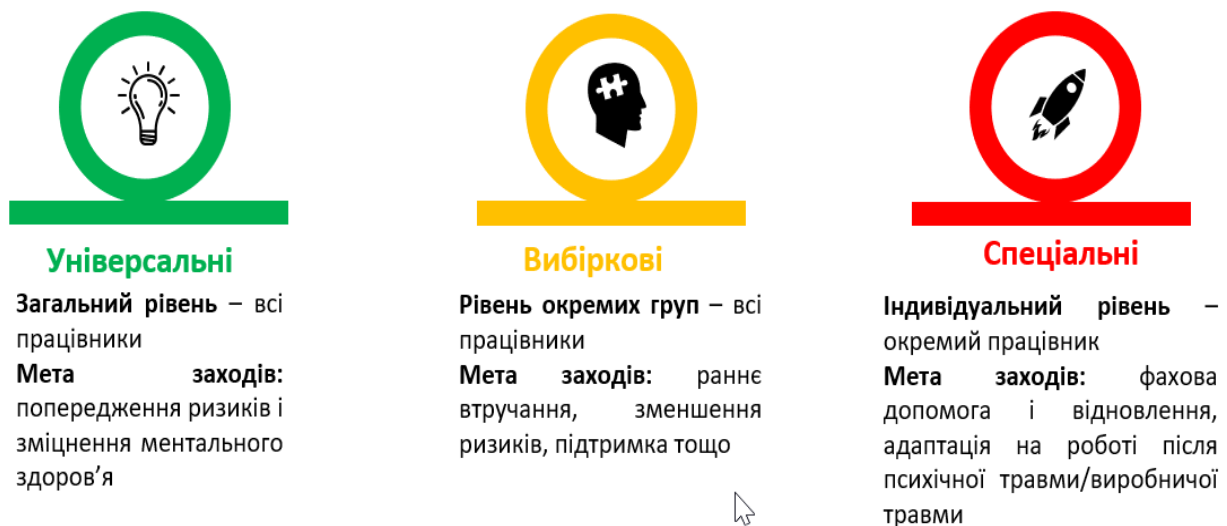 Універсальні
Загальний рівень – всі
працівники
Мета заходів:
попередження ризиків і
зміцнення ментального
здоров’я
Вибіркові
Рівень окремих груп – всі
працівники
Мета заходів: раннє
втручання, зменшення
ризиків, підтримка тощо
Спеціальні
Індивідуальний рівень –
окремий працівник
Мета заходів: фахова
допомога і відновлення,
адаптація на роботі після
психічної травми/виробничої
травми